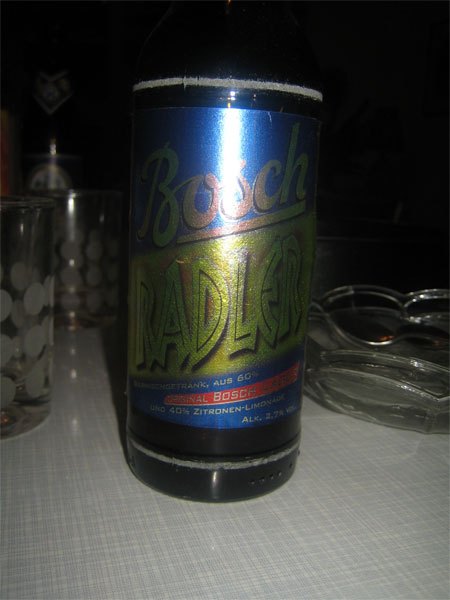 Bosch
RADLER
BIERMISCHGETRÄNK, AUS 60%
ORIGINAL BOSCH
UND 40% ZITRONEN-LIMONADE
ALK. 2,7% VOL.